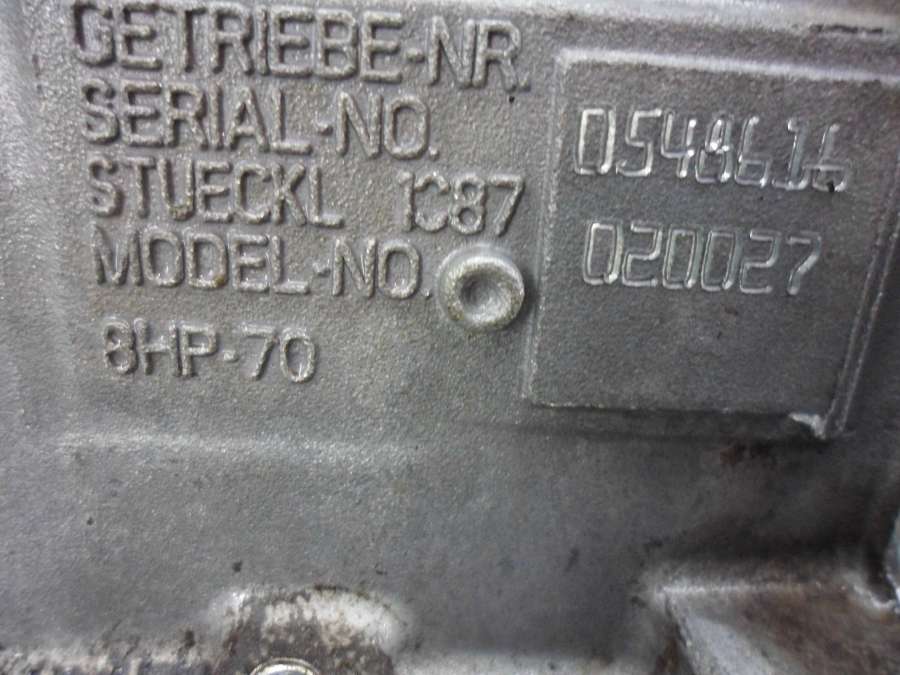 GETRIEBE-NR.
SERIAL-NO.
0548616
STUECKL 1C87
MODEL-NO.
020027
8HP-70